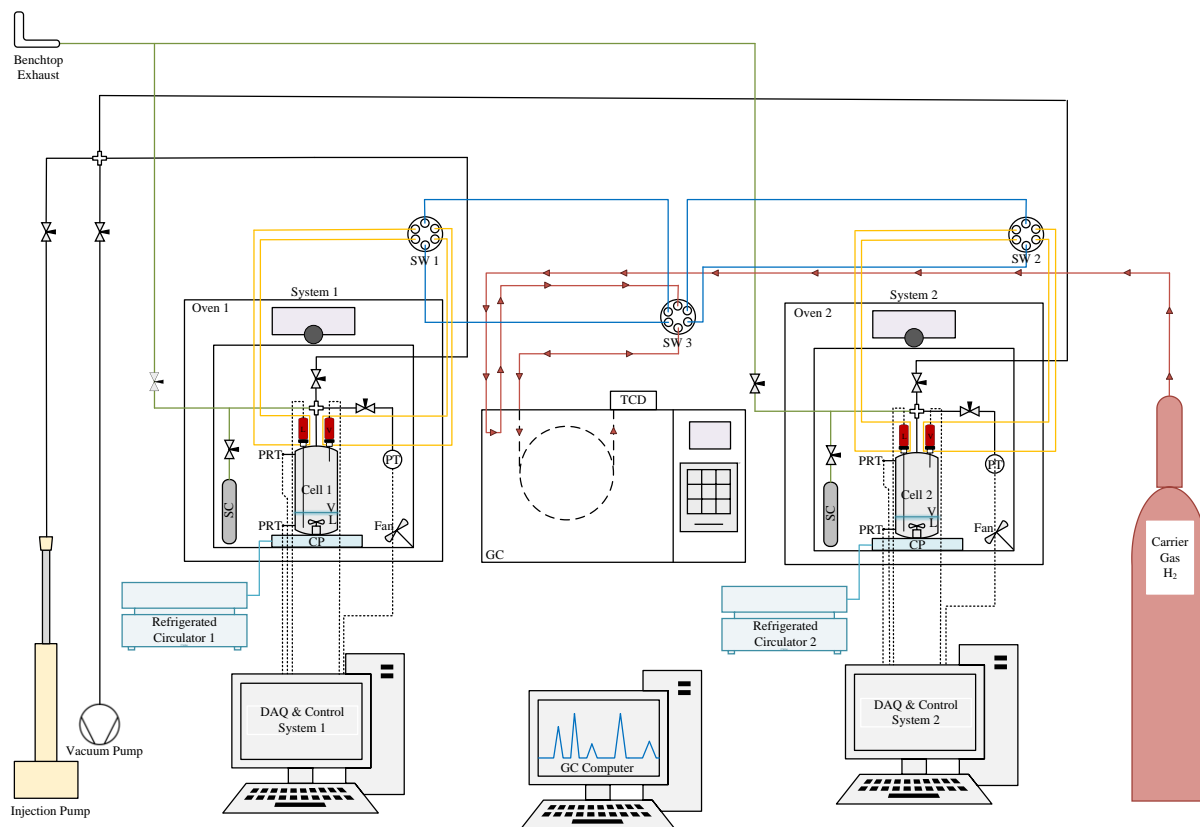 Benchtop
Exhaust
SW 1
SW 2
System 1
Oven 1
SW 3
System 2
Oven 2
TCD
PRT
PT
Cell 1
V
L
SC
PRT
Fan
CP
GC
PRT
PT
Cell 2
V
L
SC
PRT
Fan
CP
Carrier
Gas
H₂
Refrigerated
Circulator 1
Refrigerated
Circulator 2
DAQ & Control
System 1
DAQ & Control
System 2
Vacuum Pump
GC Computer
Injection Pump